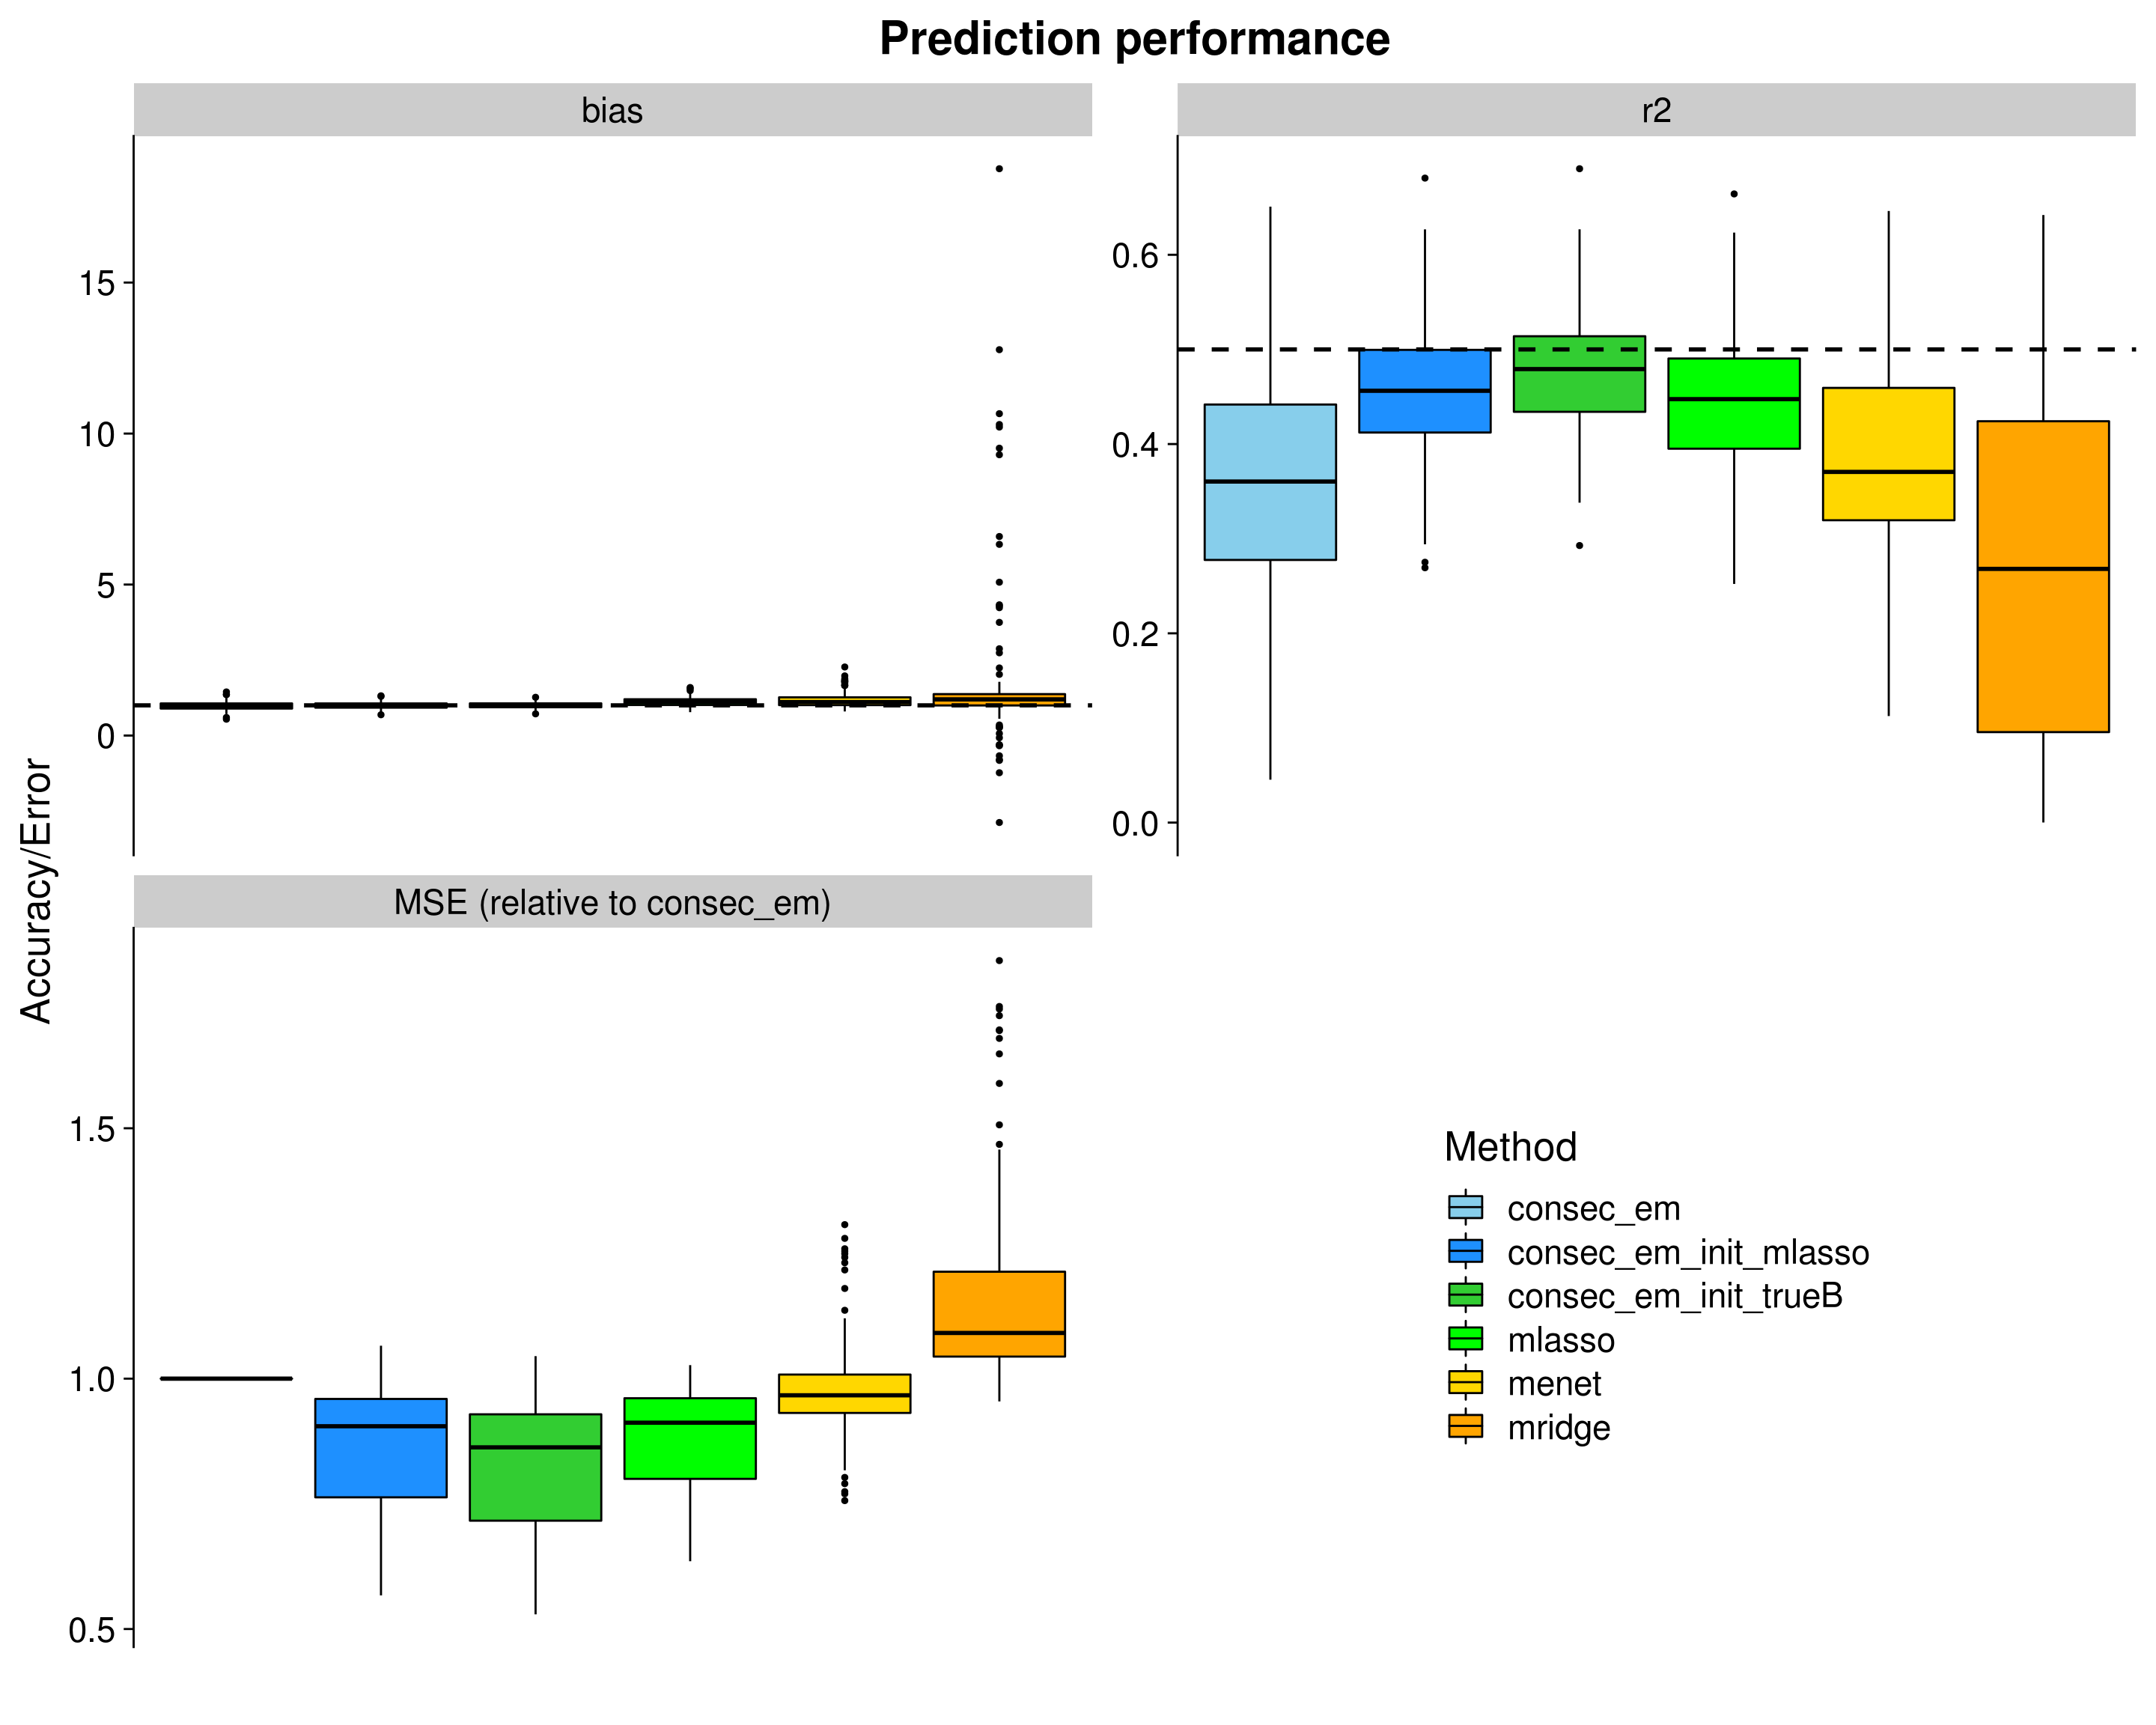 Prediction performance
bias
r2
15
10
5
0
0.6
0.4
0.2
0.0
Accuracy/Error
MSE (relative to consec_em)
1.5
1.0
0.5
Method
consec_em
consec_em_init_mlasso
consec_em_init_trueB
mlasso
menet
mridge